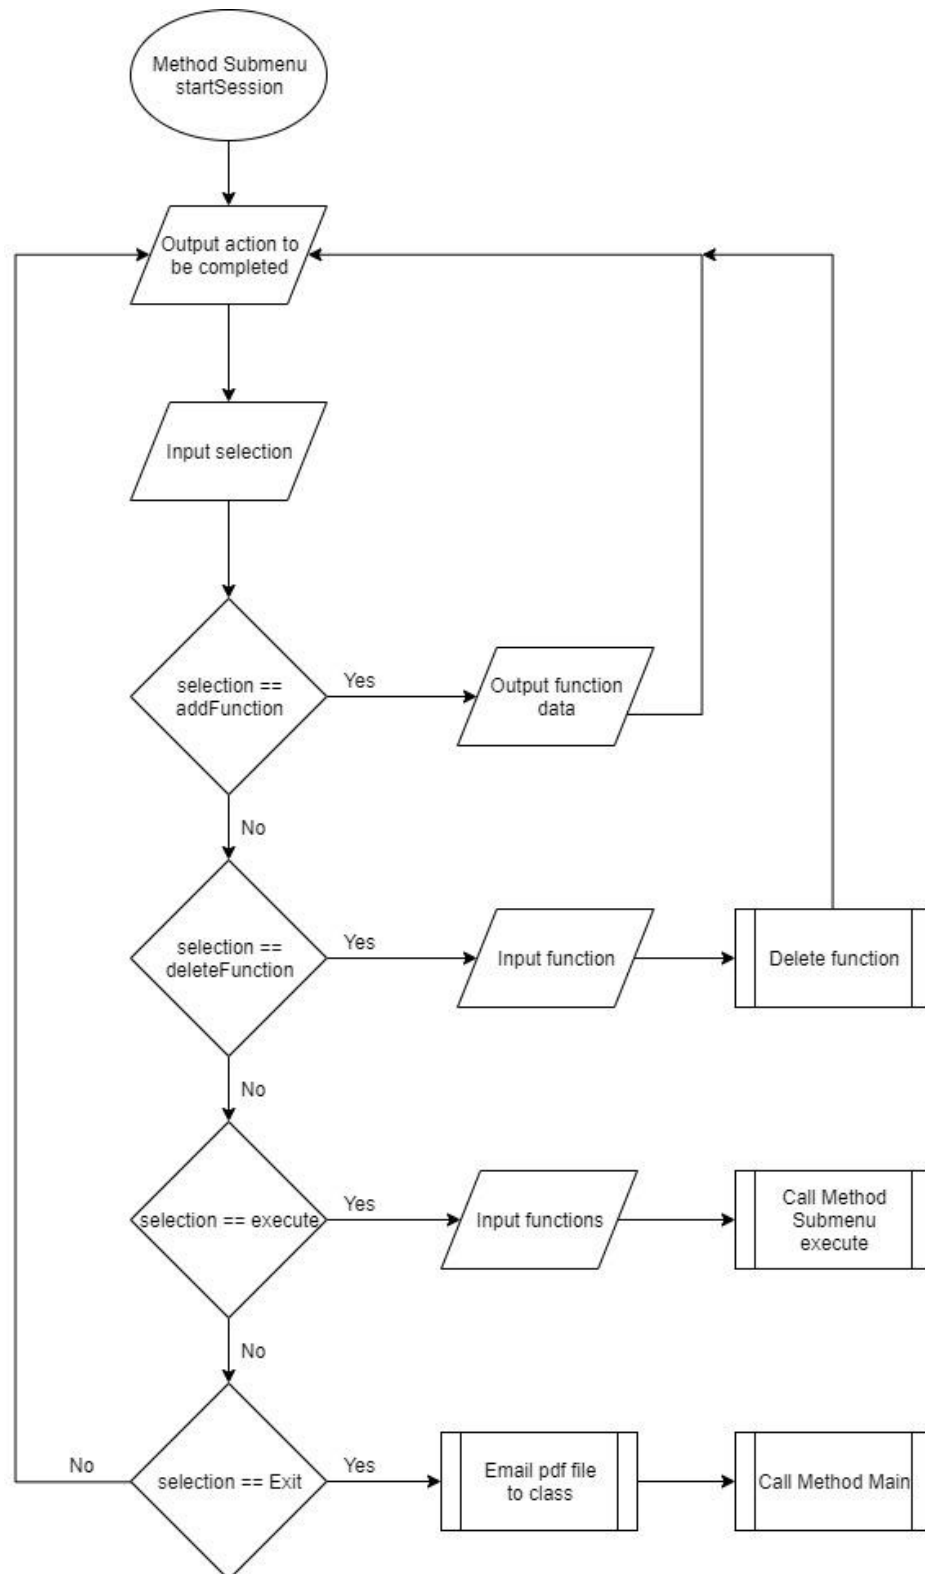 Method Submenu
startSession
Output action to
be completed
Input selection
selection ==
addFunction
Yes
Output function
data
No
selection ==
deleteFunction
Yes
Input function
Delete function
No
selection == execute
Yes
Input functions
Call Method
Submenu
execute
No
selection == Exit
No
Yes
Email pdf file
to class
Call Method Main